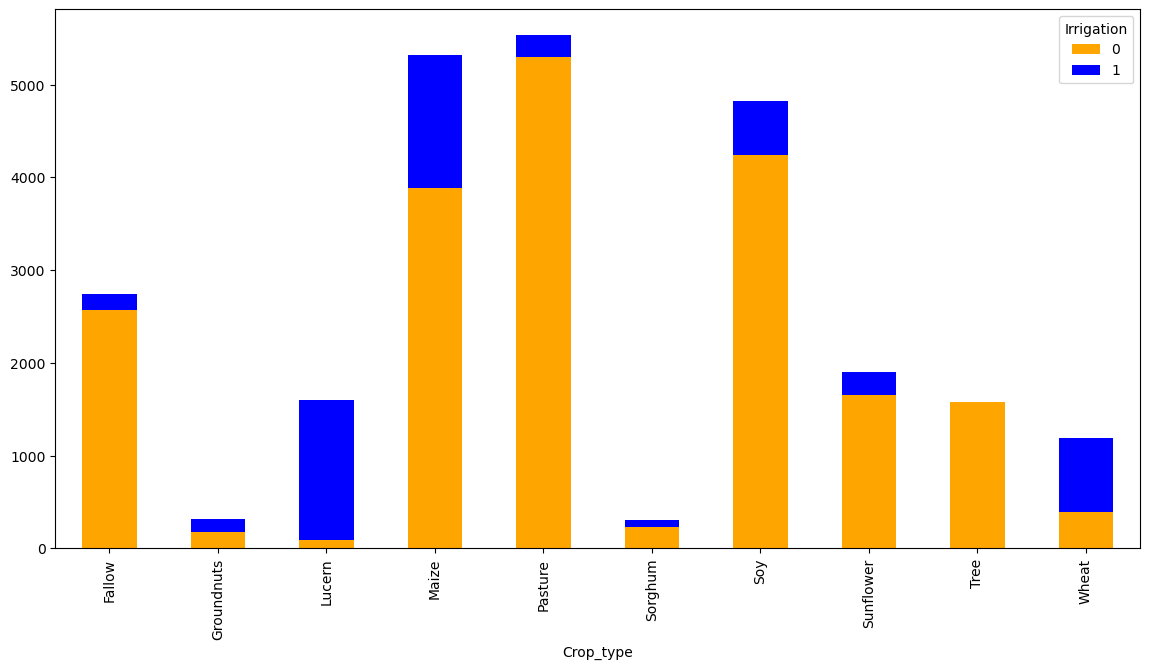 Irrigation
0
1
5000
4000
3000
2000
1000
0
Fallow
Groundnuts
Lucern
Maize
Pasture
Sorghum
Soy
Sunflower
Tree
Wheat
Crop_type